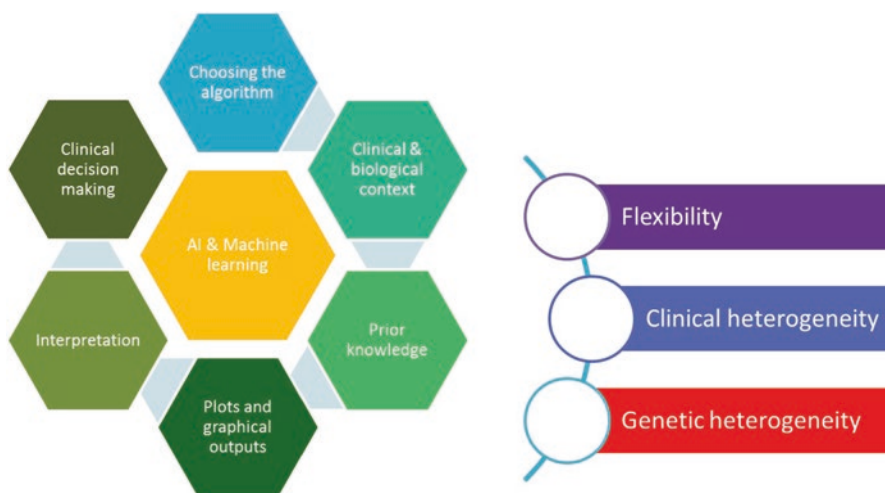 Choosing the
algorithm
Clinical &
biological
context
Prior
knowledge
Plots and
graphical
outputs
Interpretation
Clinical
decision
making
AI & Machine
learning
Flexibility
Clinical heterogeneity
Genetic heterogeneity